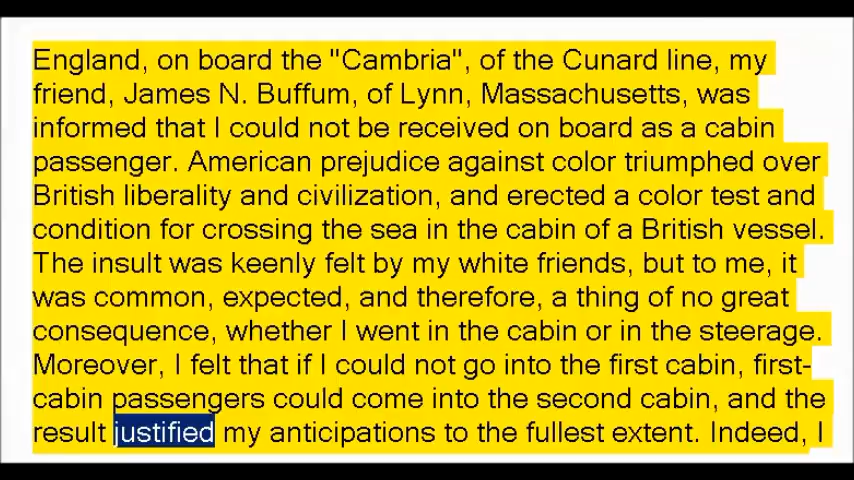 England, on board the "Cambria", of the Cunard line, my
friend, James N. Buffum, of Lynn, Massachusetts, was
informed that I could not be received on board as a cabin
passenger. American prejudice against color triumphed over
British liberality and civilization, and erected a color test and
condition for crossing the sea in the cabin of a British vessel.
The insult was keenly felt by my white friends, but to me, it
was common, expected, and therefore, a thing of no great
consequence, whether I went in the cabin or in the steerage.
Moreover, I felt that if I could not go into the first cabin, first-
cabin passengers could come into the second cabin, and the
result justified my anticipations to the fullest extent. Indeed, I